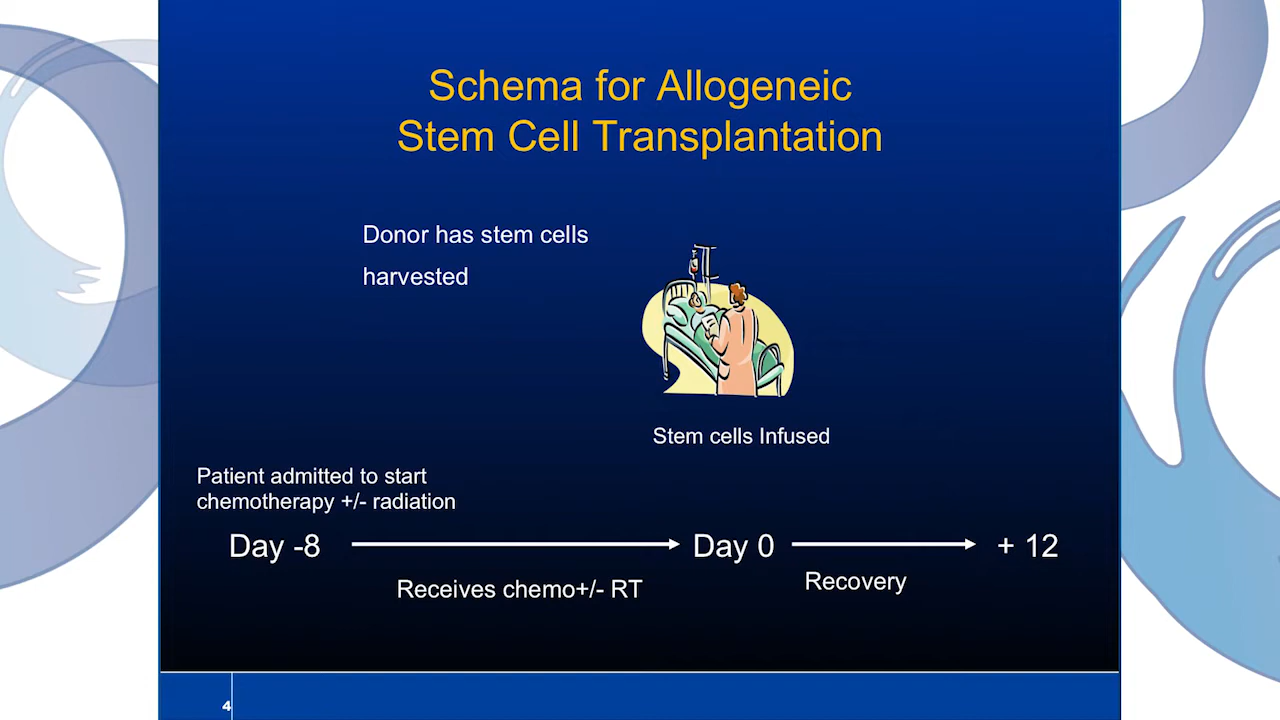 Schema for Allogeneic
Stem Cell Transplantation
Donor has stem cells
harvested
Stem cells Infused
Patient admitted to start
chemotherapy +/- radiation
Day -8
Day 0
+ 12
Receives chemo+/- RT
Recovery
4